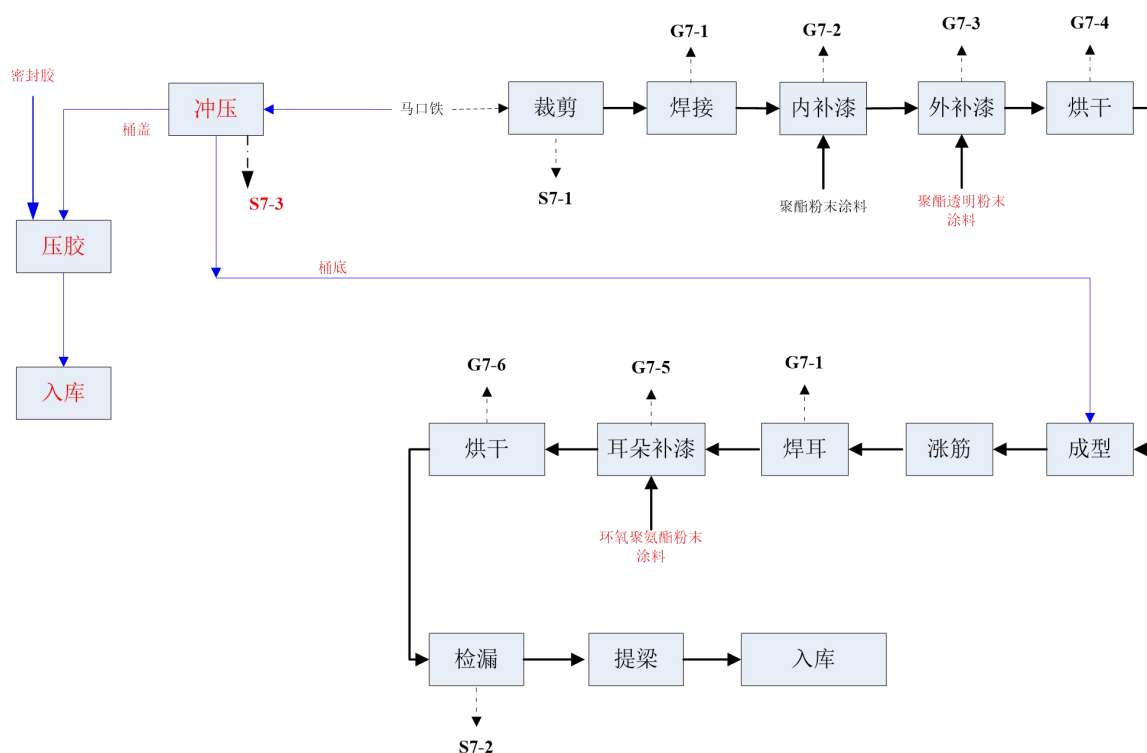 G7-1
G7-2
G7-3
G7-4
密封胶
冲压
马口铁
裁剪
焊接
内补漆
外补漆
烘干
桶盖
S7-3
S7-1
聚酯粉末涂料
聚酯透明粉末
涂料
压胶
桶底
入库
G7-6
G7-5
G7-1
烘干
耳朵补漆
焊耳
涨筋
成型
环氧聚氨酯粉末
涂料
检漏
提梁
入库
S7-2